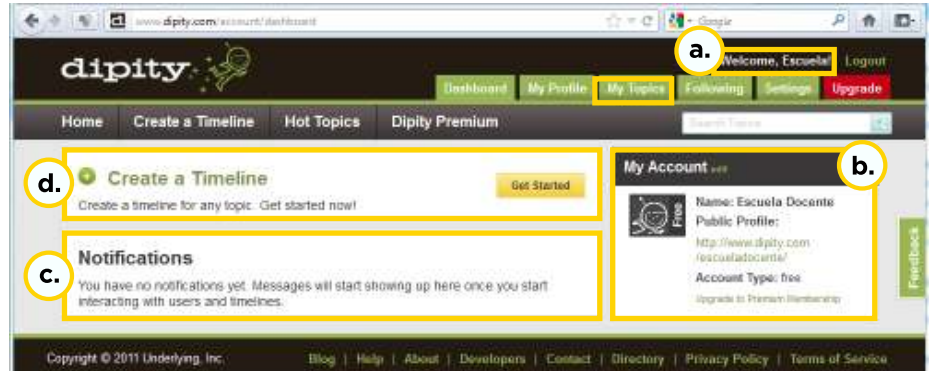 www.dipity.com/account/dashboard
Google
a.
Welcome, Escuela!
Logout
dipity
Dashboard
My Profile
My Topics
Following
Settings
Upgrade
Home
Create a Timeline
Hot Topics
Dipity Premium
Search Topics
d.
Create a Timeline
Create a timeline for any topic. Get started now!
Get Started
c.
Notifications
You have no notifications yet. Messages will start showing up here once you start
interacting with users and timelines.
b.
My Account edit
Free
Name: Escuela Docente
Public Profile:
http://www.dipity.com
/escueladocente/
Account Type: free
Upgrade to Premium Membership
Feedback
Copyright © 2011 Underlying, Inc.
Blog | Help | About | Developers | Contact | Directory | Privacy Policy | Terms of Service